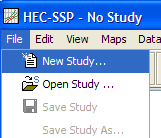 HEC-SSP - No Study
File Edit View Maps Data
New Study...
Open Study ...
Save Study
Save Study As...